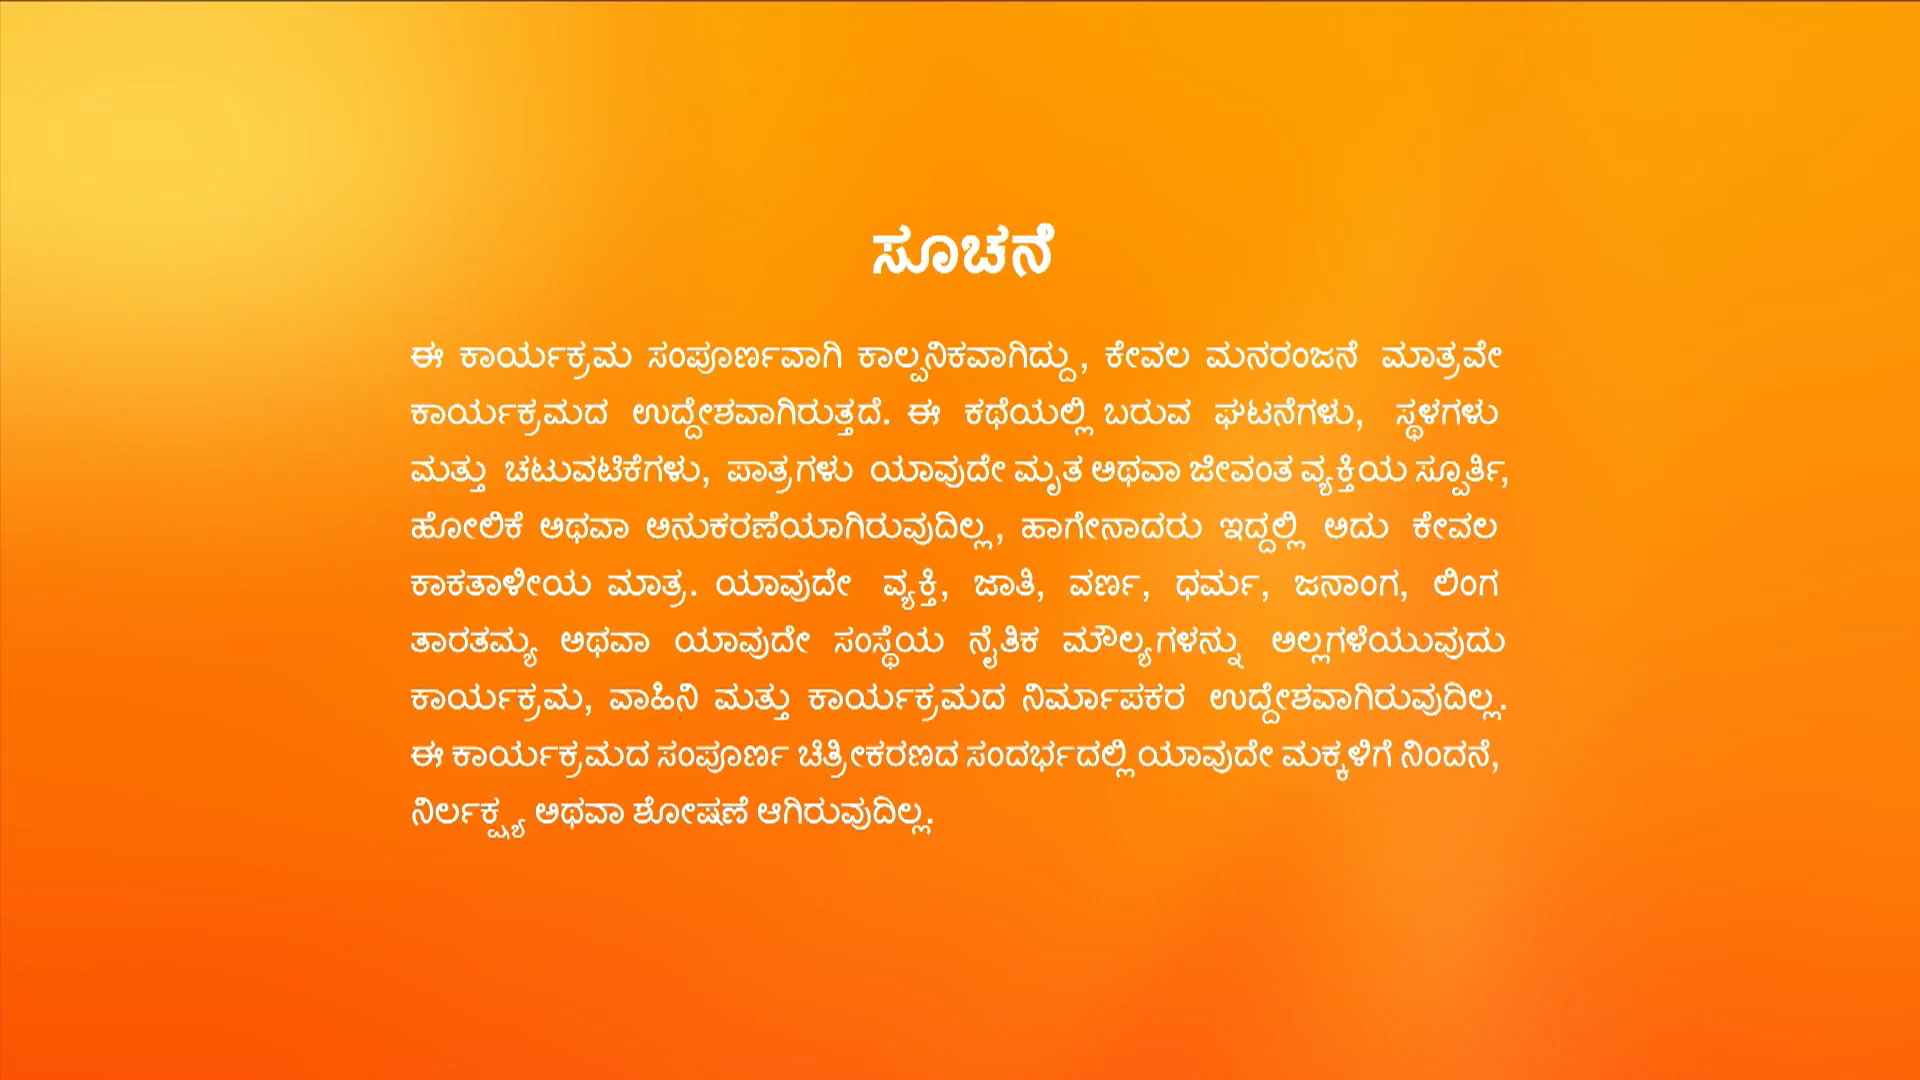 ಸೂಚನೆ
ಈ ಕಾರ್ಯಕ್ರಮ ಸಂಪೂರ್ಣವಾಗಿ ಕಾಲ್ಪನಿಕವಾಗಿದ್ದು, ಕೇವಲ ಮನರಂಜನೆ ಮಾತ್ರವೇ
ಕಾರ್ಯಕ್ರಮದ ಉದ್ದೇಶವಾಗಿರುತ್ತದೆ. ಈ ಕಥೆಯಲ್ಲಿ ಬರುವ ಘಟನೆಗಳು, ಸ್ಥಳಗಳು
ಮತ್ತು ಚಟುವಟಿಕೆಗಳು, ಪಾತ್ರಗಳು ಯಾವುದೇ ಮೃತ ಅಥವಾ ಜೀವಂತ ವ್ಯಕ್ತಿಯ ಸ್ಪೂರ್ತಿ,
ಹೋಲಿಕೆ ಅಥವಾ ಅನುಕರಣೆಯಾಗಿರುವುದಿಲ್ಲ, ಹಾಗೇನಾದರು ಇದ್ದಲ್ಲಿ ಅದು ಕೇವಲ
ಕಾಕತಾಳೀಯ ಮಾತ್ರ. ಯಾವುದೇ ವ್ಯಕ್ತಿ, ಜಾತಿ, ವರ್ಣ, ಧರ್ಮ, ಜನಾಂಗ, ಲಿಂಗ
ತಾರತಮ್ಯ ಅಥವಾ ಯಾವುದೇ ಸಂಸ್ಥೆಯ ನೈತಿಕ ಮೌಲ್ಯಗಳನ್ನು ಅಲ್ಲಗಳೆಯುವುದು
ಕಾರ್ಯಕ್ರಮ, ವಾಹಿನಿ ಮತ್ತು ಕಾರ್ಯಕ್ರಮದ ನಿರ್ಮಾಪಕರ ಉದ್ದೇಶವಾಗಿರುವುದಿಲ್ಲ.
ಈ ಕಾರ್ಯಕ್ರಮದ ಸಂಪೂರ್ಣ ಚಿತ್ರೀಕರಣದ ಸಂದರ್ಭದಲ್ಲಿ ಯಾವುದೇ ಮಕ್ಕಳಿಗೆ ನಿಂದನೆ,
ನಿರ್ಲಕ್ಷ್ಯ ಅಥವಾ ಶೋಷಣೆ ಆಗಿರುವುದಿಲ್ಲ.